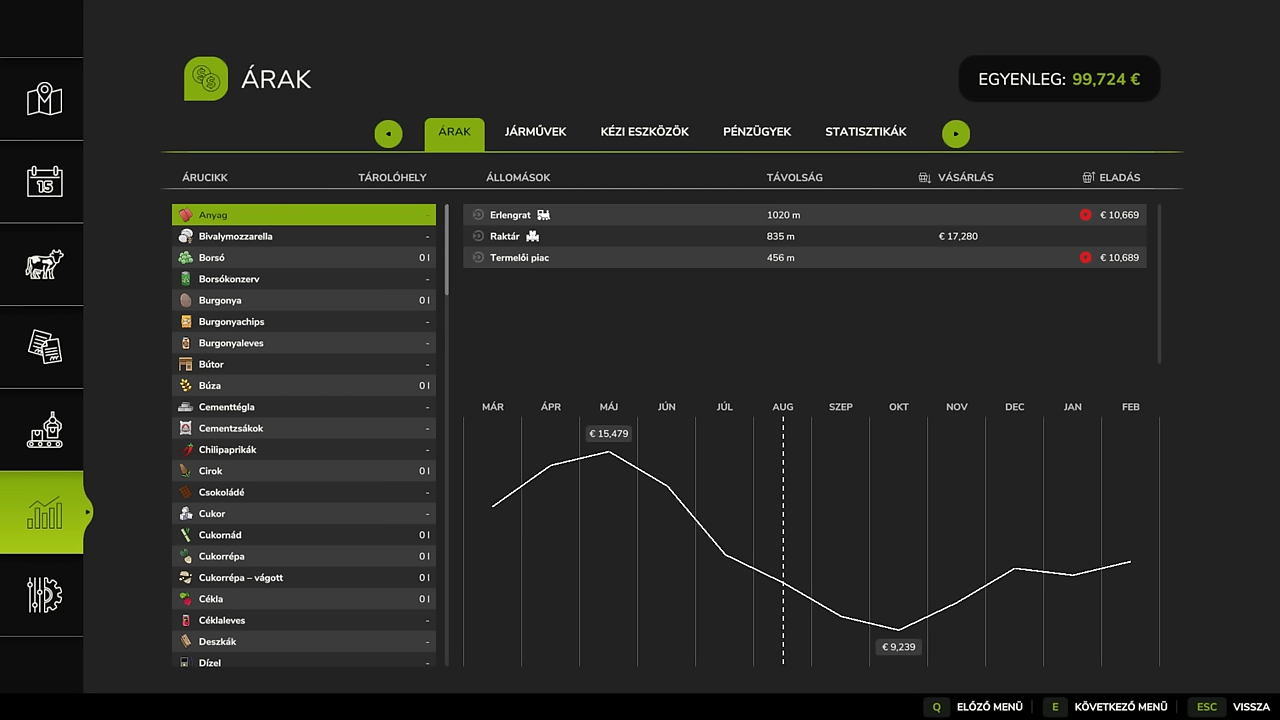 ÁRAK
EGYENLEG: 99,724 €
ÁRAK JÁRMŰVEK KÉZI ESZKÖZÖK PÉNZÜGYEK STATISZTIKÁK
15
ÁRUCIKK TÁROLÓHELY ÁLLOMÁSOK TÁVOLSÁG VÁSÁRLÁS ELADÁS
Anyag -
Bivalymozzarella -
Borsó 0 l
Borsókonzerv -
Burgonya 0 l
Burgonyachips -
Burgonyaleves -
Bútor -
Búza 0 l
Cementtégla -
Cementzsákok -
Chilipaprikák -
Cirok 0 l
Csokoládé -
Cukor -
Cukornád 0 l
Cukorrépa 0 l
Cukorrépa – vágott 0 l
Cékla 0 l
Céklaleves -
Deszkák -
Dízel -
Erlengrat 1020 m € 10,669
Raktár 835 m € 17,280
Termelői piac 456 m € 10,689
MÁR ÁPR MÁJ JÚN JÚL AUG SZEP OKT NOV DEC JAN FEB
€ 15,479
€ 9,239
Q ELŐZŐ MENÜ E KÖVETKEZŐ MENÜ ESC VISSZA